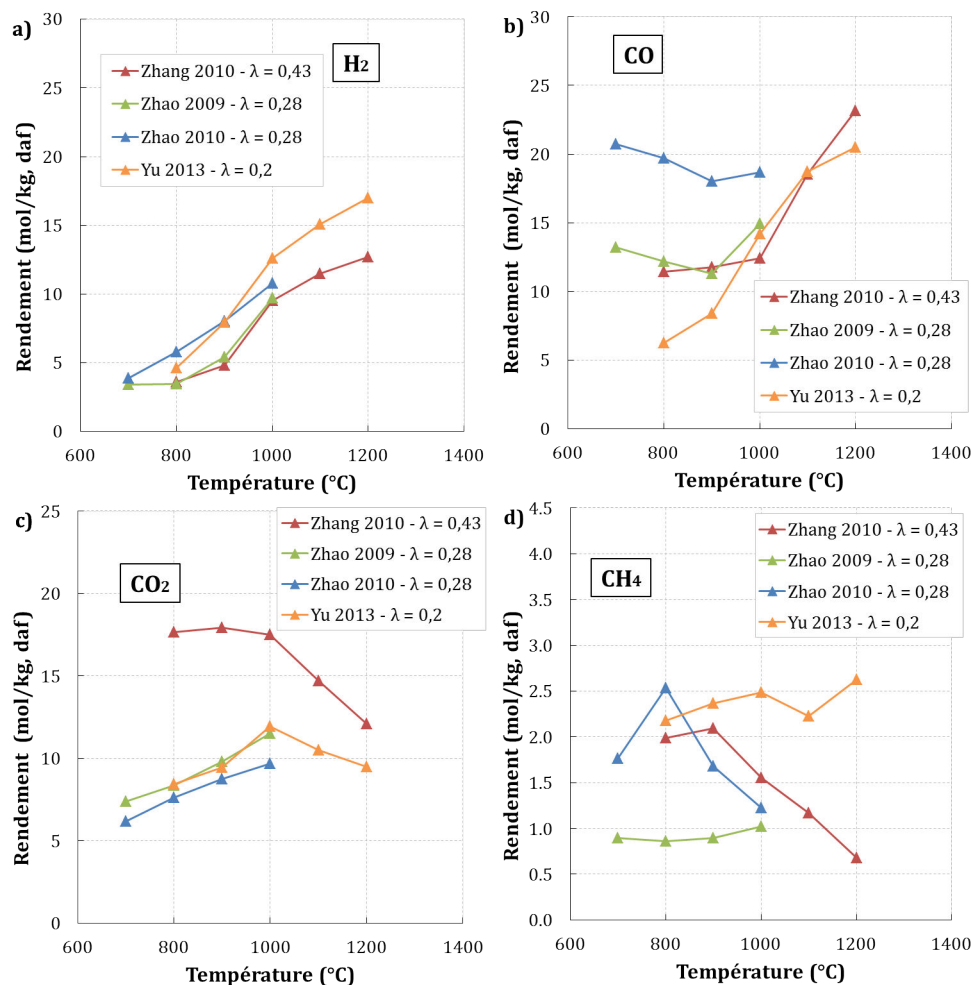 a)
H2
Zhang 2010 - λ = 0,43
Zhao 2009 - λ = 0,28
Zhao 2010 - λ = 0,28
Yu 2013 - λ = 0,2
Rendement (mol/kg, daf)
30
25
20
15
10
5
0
600 800 1000 1200 1400
Température (°C)
b)
CO
Zhang 2010 - λ = 0,43
Zhao 2009 - λ = 0,28
Zhao 2010 - λ = 0,28
Yu 2013 - λ = 0,2
Rendement (mol/kg, daf)
30
25
20
15
10
5
0
600 800 1000 1200 1400
Température (°C)
c)
CO2
Zhang 2010 - λ = 0,43
Zhao 2009 - λ = 0,28
Zhao 2010 - λ = 0,28
Yu 2013 - λ = 0,2
Rendement (mol/kg, daf)
25
20
15
10
5
0
600 800 1000 1200 1400
Température (°C)
d)
CH4
Zhang 2010 - λ = 0,43
Zhao 2009 - λ = 0,28
Zhao 2010 - λ = 0,28
Yu 2013 - λ = 0,2
Rendement (mol/kg, daf)
4.5
4.0
3.5
3.0
2.5
2.0
1.5
1.0
0.5
0.0
600 800 1000 1200 1400
Température (°C)